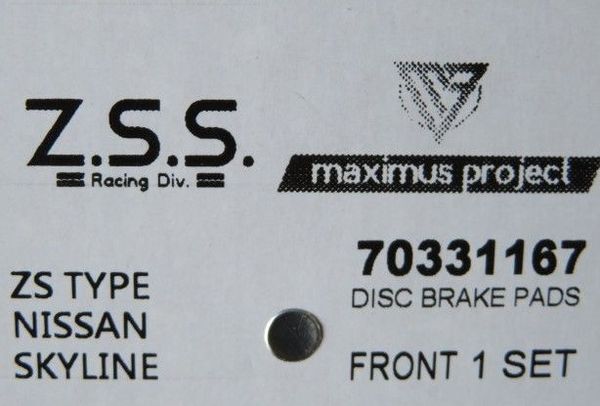 Z.S.S.
Racing Div.
maximus project
70331167
DISC BRAKE PADS
ZS TYPE
NISSAN
SKYLINE
FRONT 1 SET